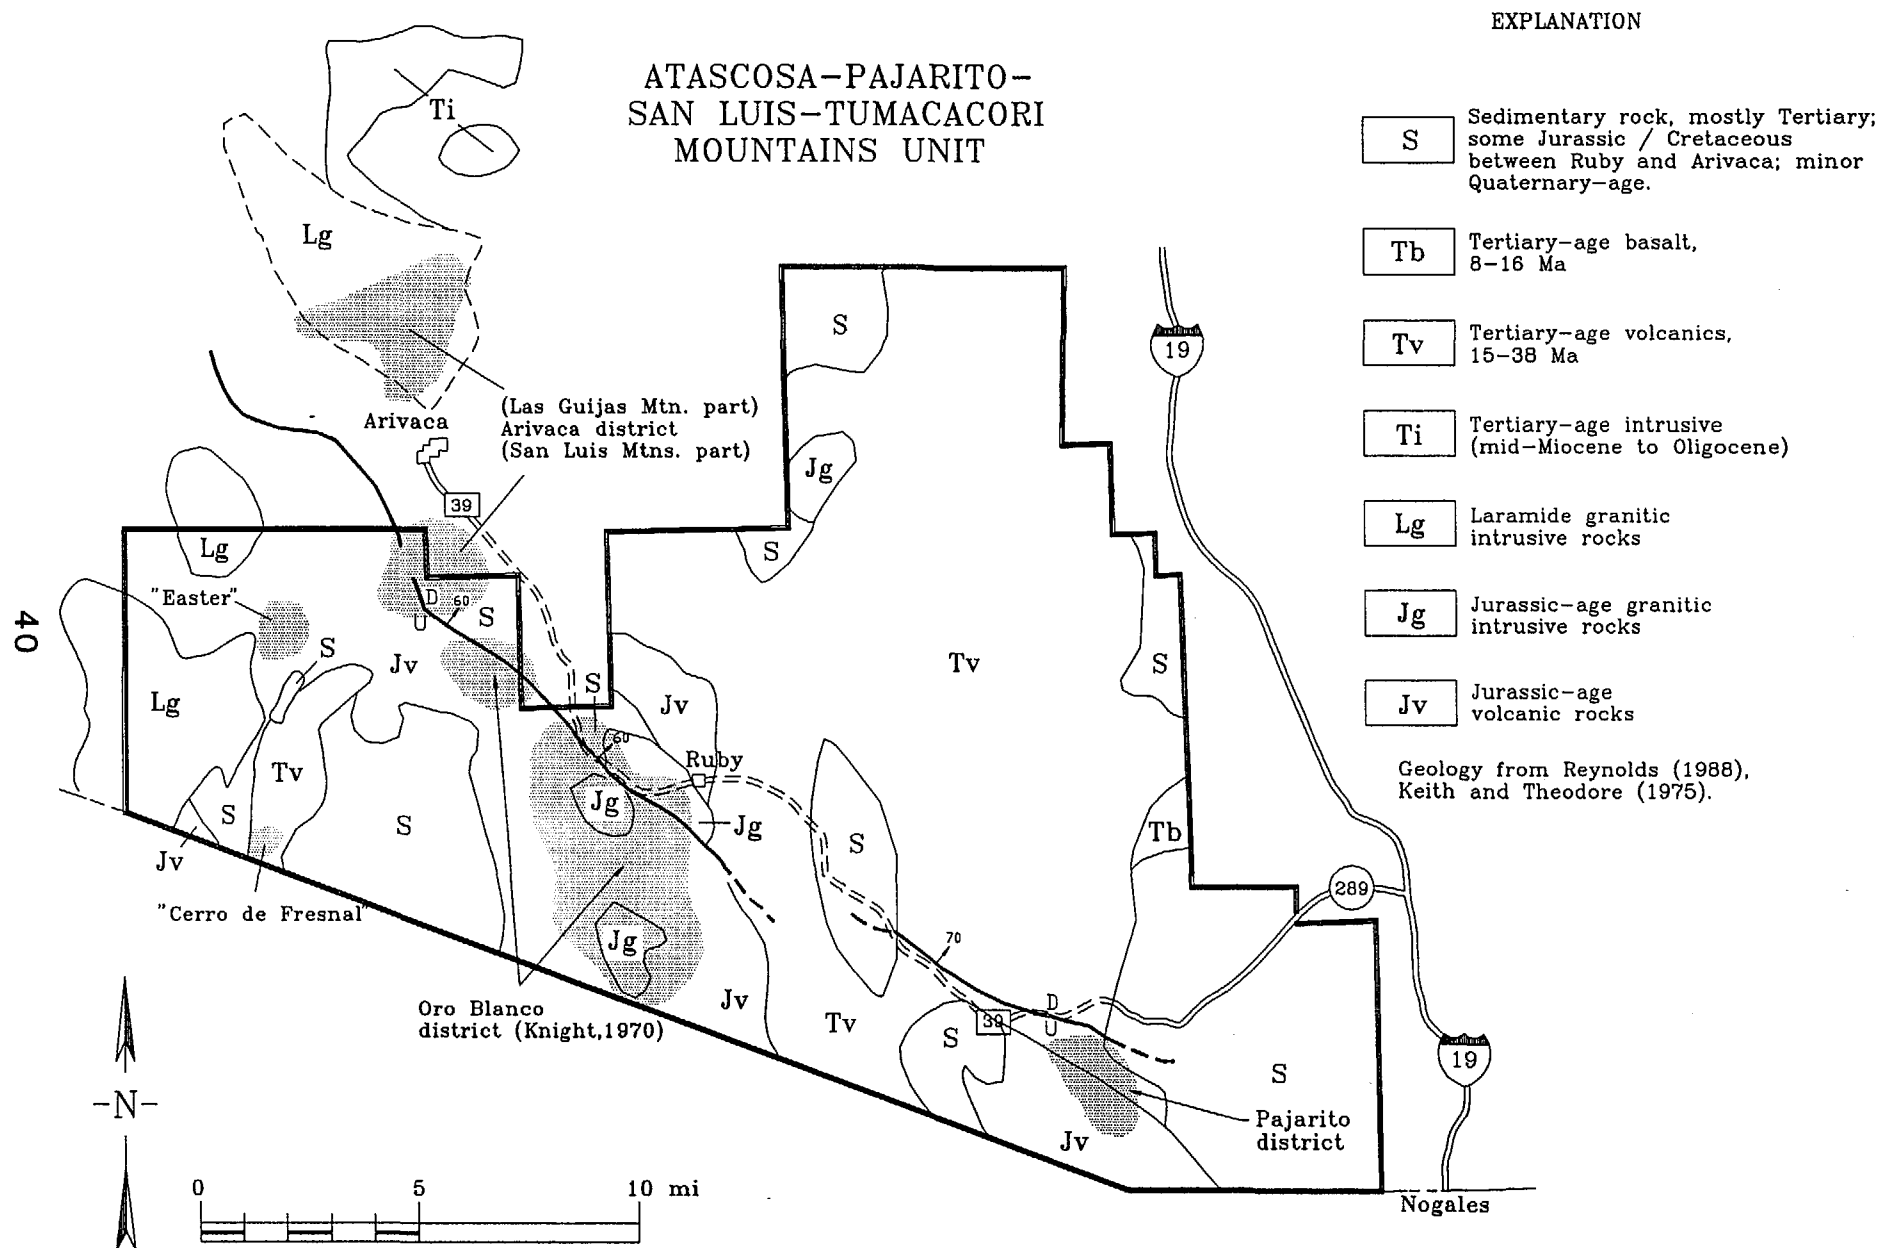 EXPLANATION
ATASCOSA-PAJARITO-
SAN LUIS-TUMACACORI
MOUNTAINS UNIT
S
Sedimentary rock, mostly Tertiary;
some Jurassic / Cretaceous
between Ruby and Arivaca; minor
Quaternary-age.
Tb
Tertiary-age basalt,
8-16 Ma
Tv
Tertiary-age volcanics,
15-38 Ma
Ti
Tertiary-age intrusive
(mid-Miocene to Oligocene)
Lg
Laramide granitic
intrusive rocks
Jg
Jurassic-age granitic
intrusive rocks
Jv
Jurassic-age
volcanic rocks
Geology from Reynolds (1988),
Keith and Theodore (1975).
Ti
Lg
S
19
(Las Guijas Mtn. part)
Arivaca district
(San Luis Mtns. part)
Arivaca
39
Jg
Lg
S
"Easter"
D
60
U
S
S
Jv
Tv
S
S
Lg
Jv
60
Ruby
Tv
Jg
S
S
Jg
S
Tb
Jv
289
"Cerro de Fresnal"
Jg
70
Oro Blanco
district (Knight,1970)
Jv
Tv
S
39
D
U
S
19
Pajarito
district
Jv
-N-
0
5
10 mi
Nogales
40